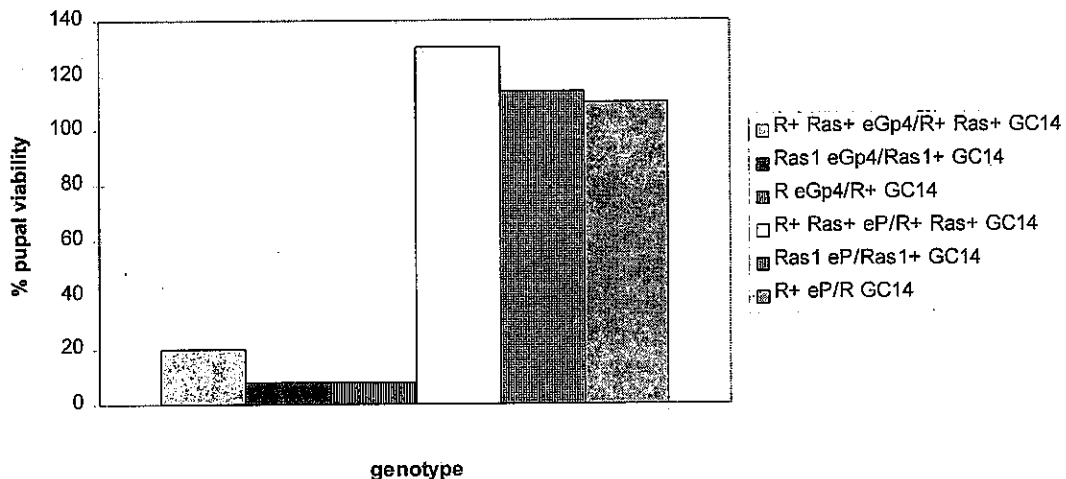 140
120
100
80
60
40
20
0
% pupal viability
genotype
R+ Ras+ eGp4/R+ Ras+ GC14
Ras1 eGp4/Ras1+ GC14
R eGp4/R+ GC14
R+ Ras+ eP/R+ Ras+ GC14
Ras1 eP/Ras1+ GC14
R+ eP/R GC14